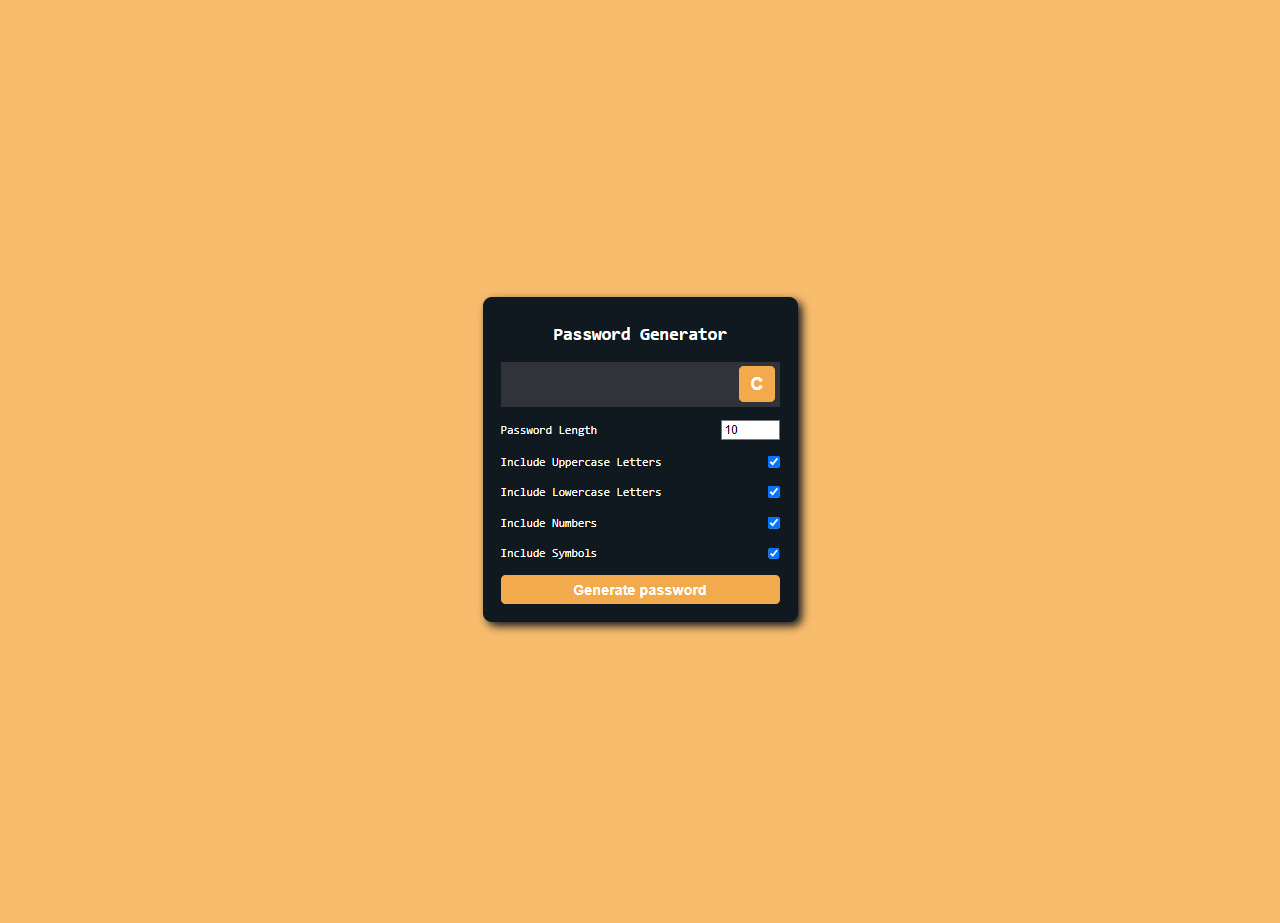 Password Generator
C
Password Length 10
Include Uppercase Letters
Include Lowercase Letters
Include Numbers
Include Symbols
Generate password